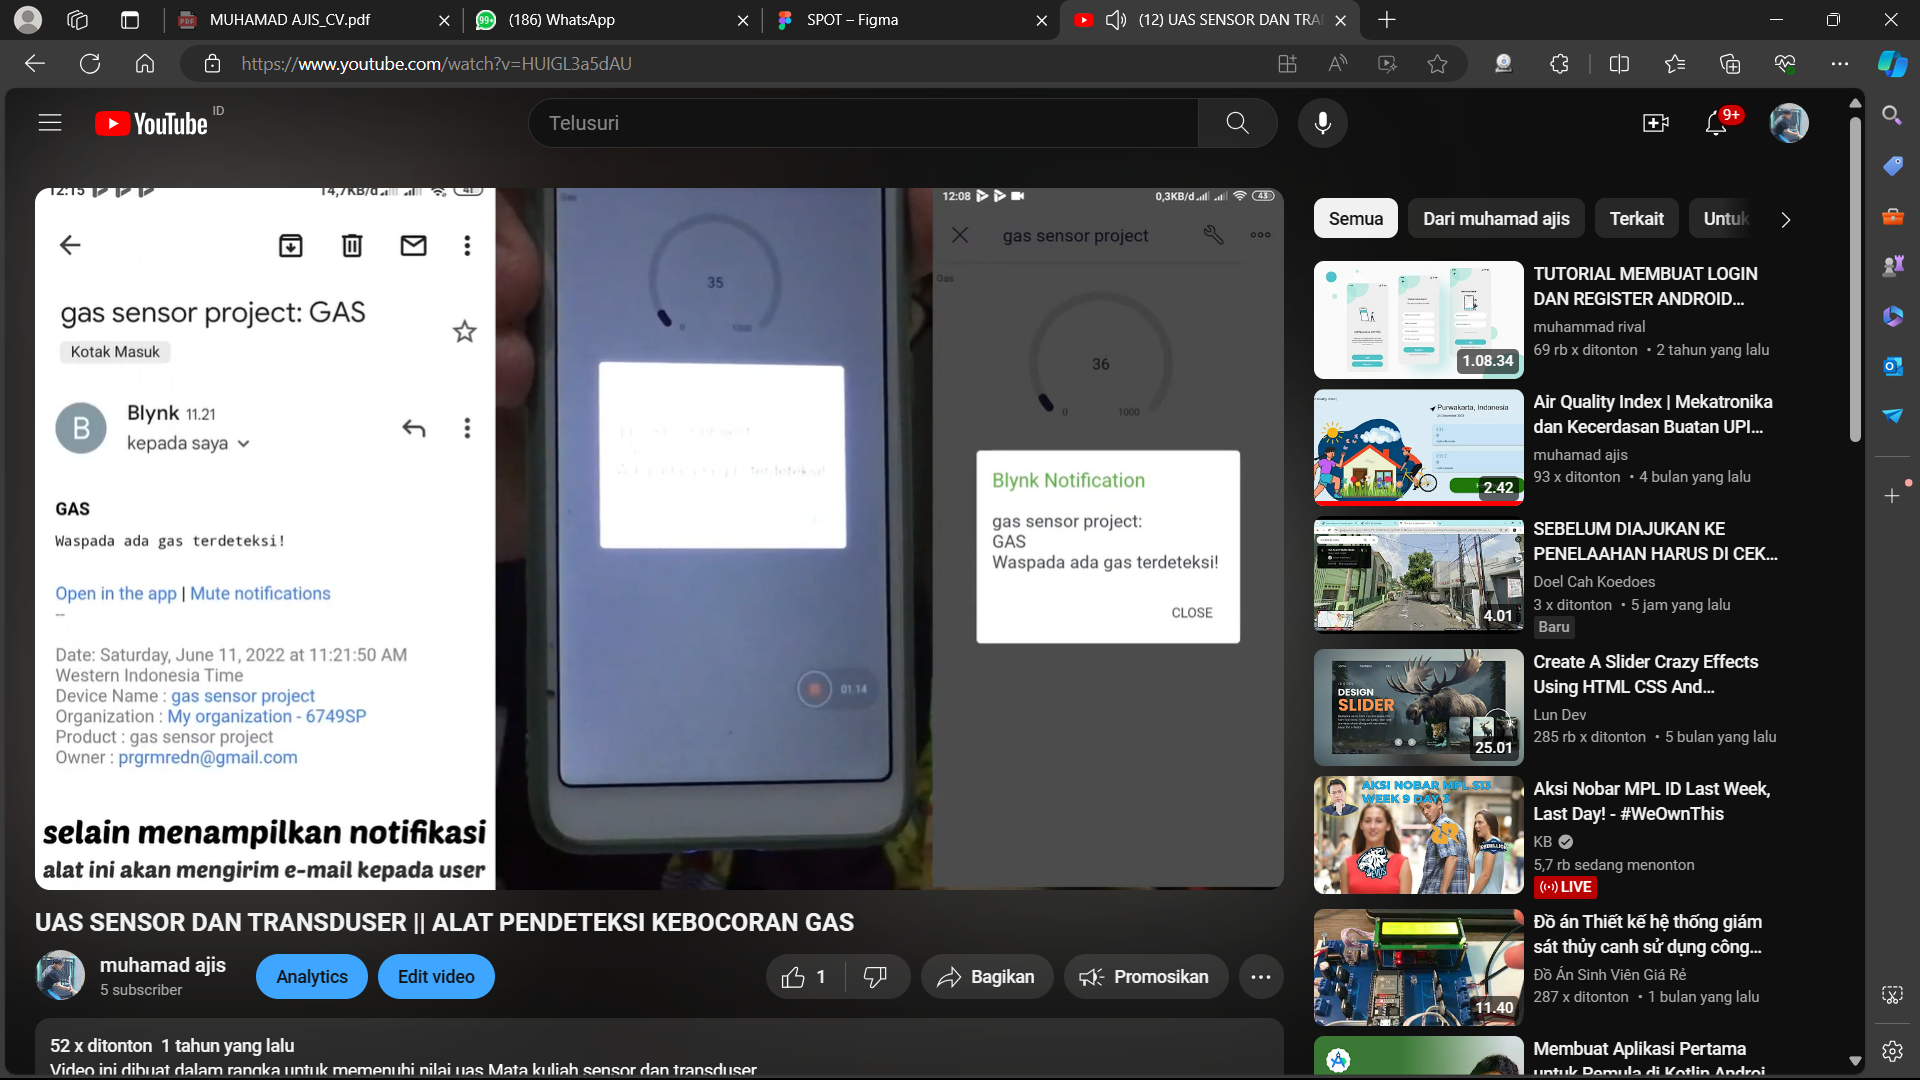 MUHAMAD AJIS_CV.pdf
(186) WhatsApp
SPOT – Figma
(12) UAS SENSOR DAN TRA
https://www.youtube.com/watch?v=HUIGL3a5dAU
YouTube ID
Telusuri
9+
12:15
14,7KB/d
41
gas sensor project: GAS
Kotak Masuk
B
Blynk 11.21
kepada saya
GAS
Waspada ada gas terdeteksi!
Open in the app | Mute notifications
--
Date: Saturday, June 11, 2022 at 11:21:50 AM
Western Indonesia Time
Device Name : gas sensor project
Organization : My organization - 6749SP
Product : gas sensor project
Owner : prgrmredn@gmail.com
selain menampilkan notifikasi
alat ini akan mengirim e-mail kepada user
Gas
35
0 1000
terdeteksi!
01.14
12:08
0,3KB/d
43
gas sensor project
Gas
36
0 1000
Blynk Notification
gas sensor project:
GAS
Waspada ada gas terdeteksi!
CLOSE
UAS SENSOR DAN TRANSDUSER || ALAT PENDETEKSI KEBOCORAN GAS
muhamad ajis
5 subscriber
Analytics
Edit video
1
Bagikan
Promosikan
52 x ditonton 1 tahun yang lalu
Video ini dibuat dalam rangka untuk memenuhi nilai uas Mata kuliah sensor dan transduser
Semua
Dari muhamad ajis
Terkait
Untuk
1.08.34
TUTORIAL MEMBUAT LOGIN
DAN REGISTER ANDROID...
muhammad rival
69 rb x ditonton • 2 tahun yang lalu
Purwakarta, Indonesia
2.42
Air Quality Index | Mekatronika
dan Kecerdasan Buatan UPI...
muhamad ajis
93 x ditonton • 4 bulan yang lalu
4.01
SEBELUM DIAJUKAN KE
PENELAAHAN HARUS DI CEK...
Doel Cah Koedoes
3 x ditonton • 5 jam yang lalu
Baru
DESIGN
SLIDER
25.01
Create A Slider Crazy Effects
Using HTML CSS And...
Lun Dev
285 rb x ditonton • 5 bulan yang lalu
AKSI NOBAR MPL S13
WEEK 9 DAY 3
Aksi Nobar MPL ID Last Week,
Last Day! - #WeOwnThis
KB
5,7 rb sedang menonton
LIVE
11.40
Đồ án Thiết kế hệ thống giám
sát thủy canh sử dụng công...
Đồ Án Sinh Viên Giá Rẻ
287 x ditonton • 1 bulan yang lalu
Membuat Aplikasi Pertama
untuk Pemula di Kotlin Androi